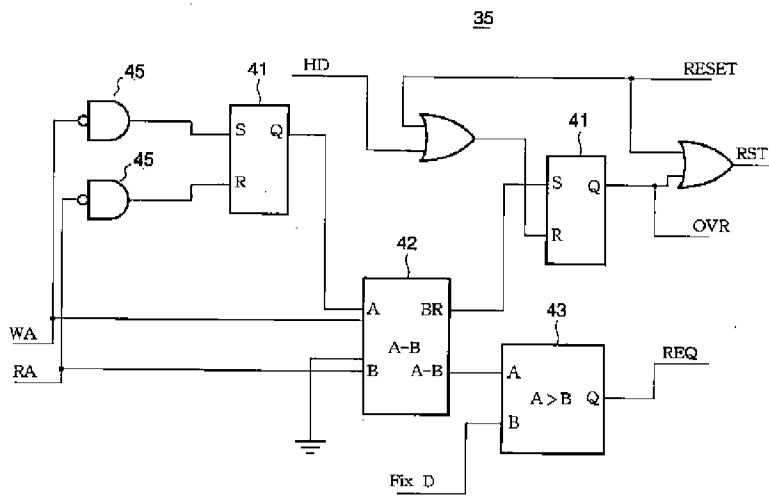 35
45
41
HD
RESET
S
Q
R
45
41
S
Q
R
RST
OVR
42
A
BR
WA
A-B
RA
B
A-B
43
A
A>B
Q
B
REQ
Fix D